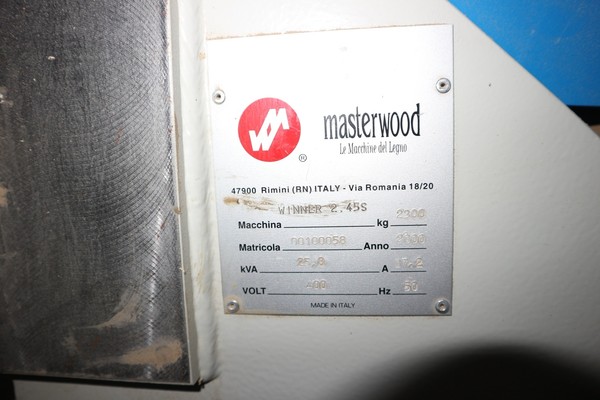 masterwood
Le Macchine del Legno
®
47900 Rimini (RN) ITALY - Via Romania 18/20
WINNER 2.45S
Macchina kg 2300
Matricola 00100058 Anno
kVA A
VOLT Hz 50
MADE IN ITALY